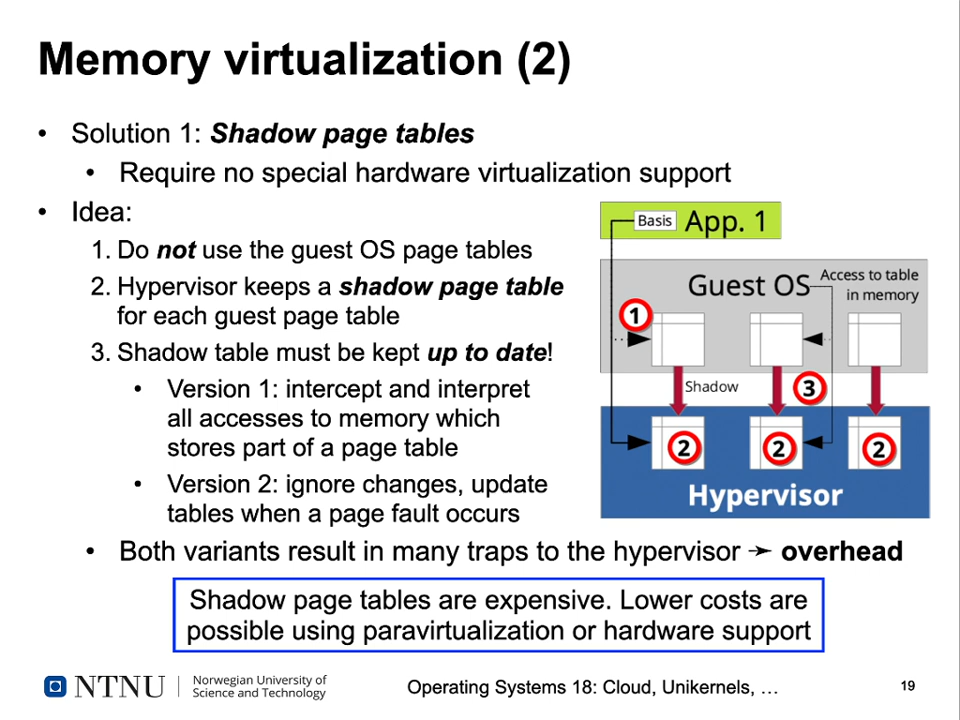 Memory virtualization (2)
• Solution 1: Shadow page tables
• Require no special hardware virtualization support
• Idea:
1. Do not use the guest OS page tables
2. Hypervisor keeps a shadow page table
for each guest page table
3. Shadow table must be kept up to date!
• Version 1: intercept and interpret
all accesses to memory which
stores part of a page table
• Version 2: ignore changes, update
tables when a page fault occurs
• Both variants result in many traps to the hypervisor ➛ overhead
Basis
App. 1
Guest OS
Access to table
in memory
1
Shadow
3
2
2
2
Hypervisor
Shadow page tables are expensive. Lower costs are
possible using paravirtualization or hardware support
NTNU
Norwegian University of
Science and Technology
Operating Systems 18: Cloud, Unikernels, …
19